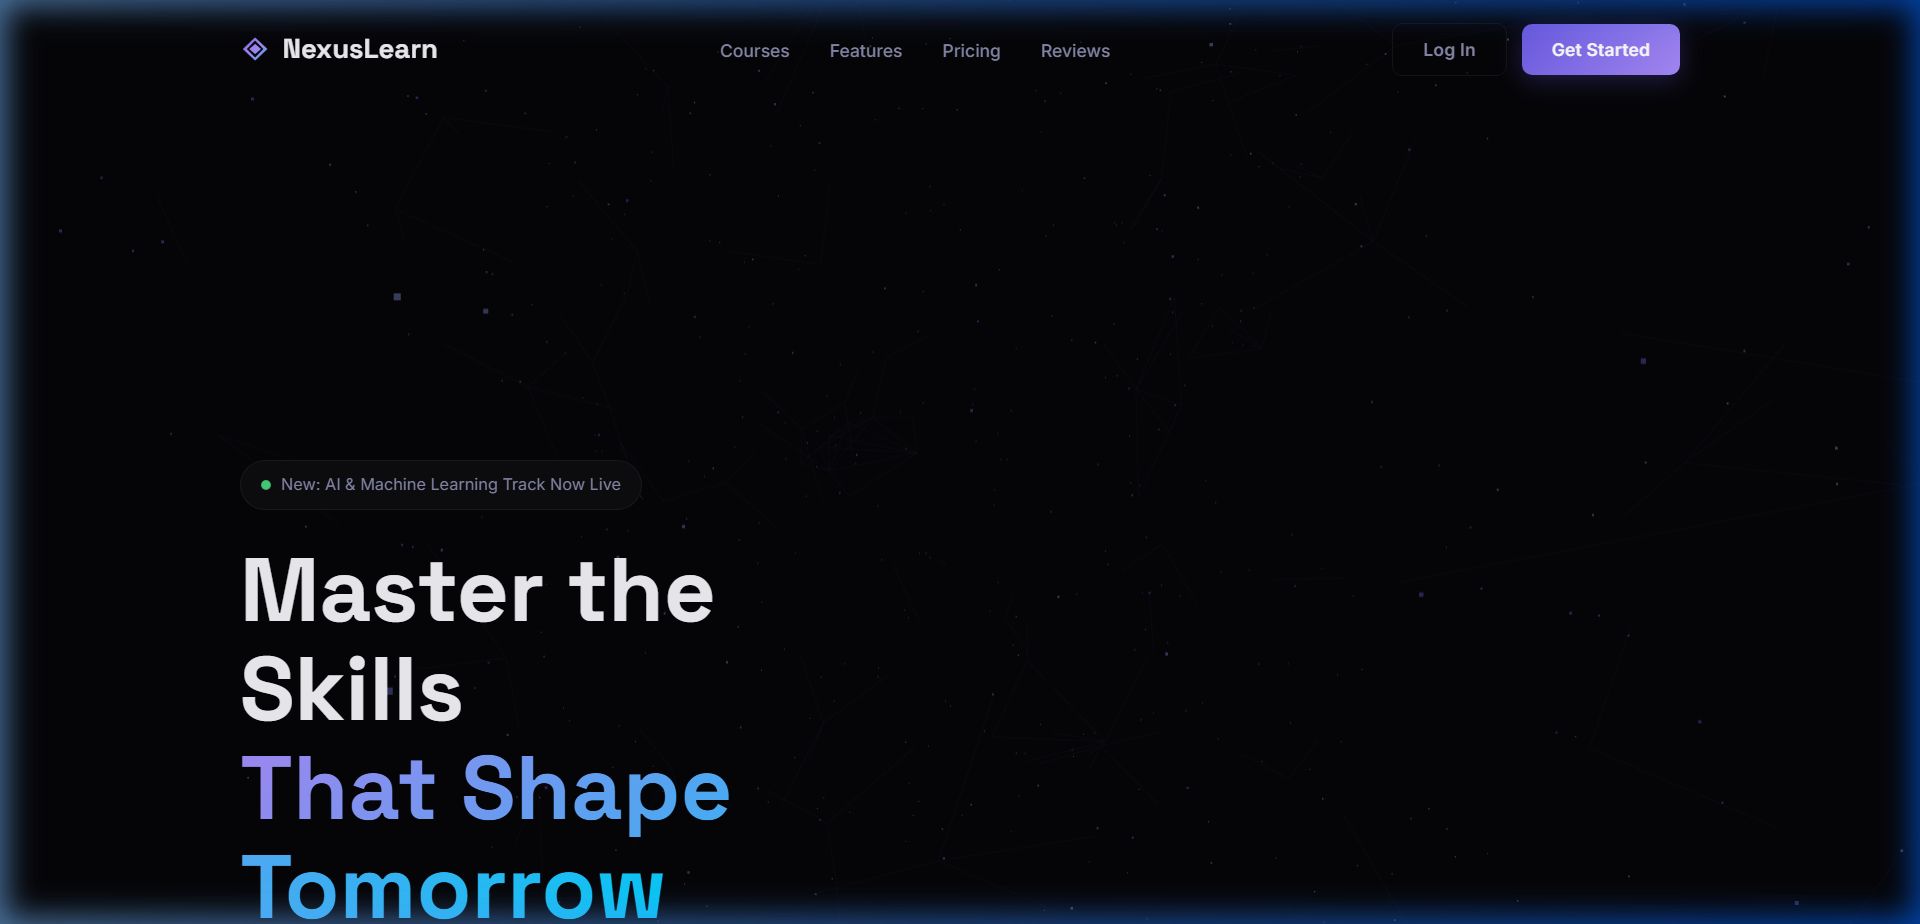 NexusLearn
Courses
Features
Pricing
Reviews
Log In
Get Started
New: AI & Machine Learning Track Now Live
Master the
Skills
That Shape
Tomorrow